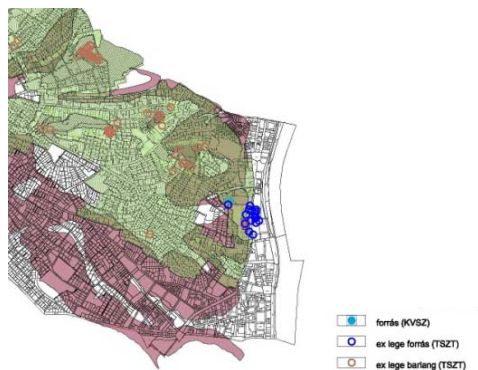 forrás (KVSZ)
ex lege forrás (TSZT)
ex lege barlang (TSZT)